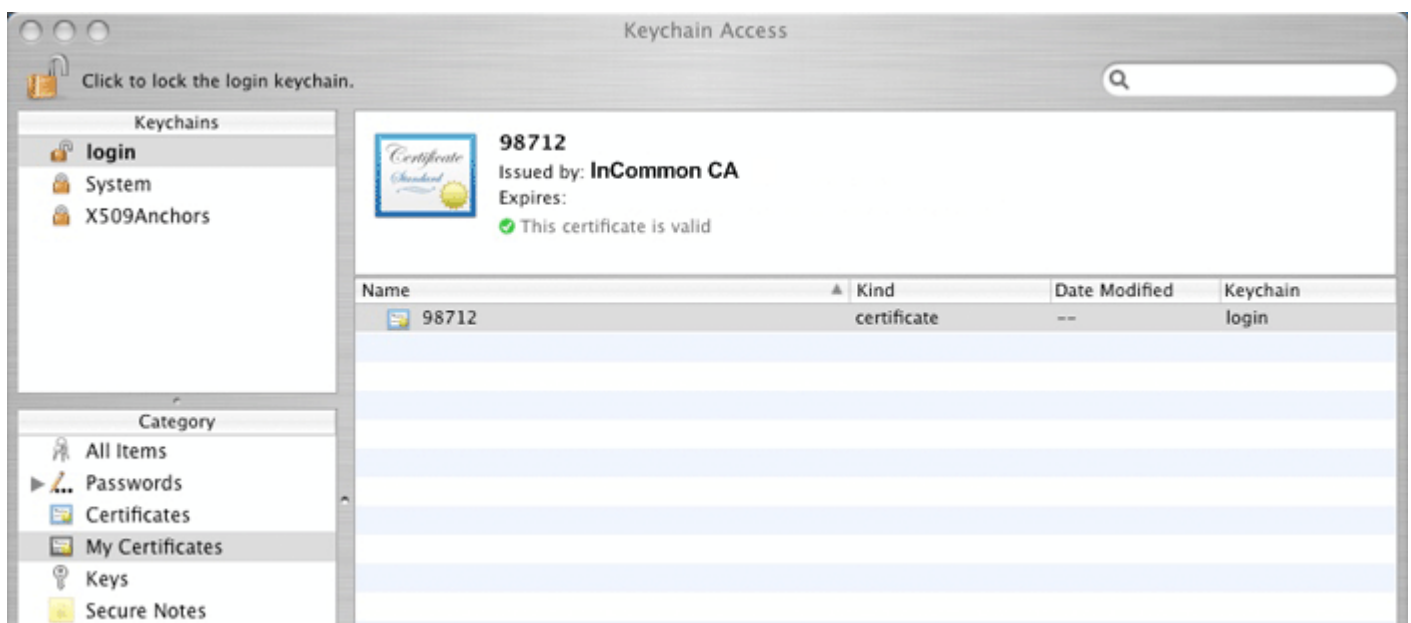 Keychain Access
Click to lock the login keychain.
Keychains
login
System
X509Anchors
Certificate
Standard
98712
Issued by: InCommon CA
Expires:
This certificate is valid
Name Kind Date Modified Keychain
98712 certificate -- login
Category
All Items
Passwords
Certificates
My Certificates
Keys
Secure Notes